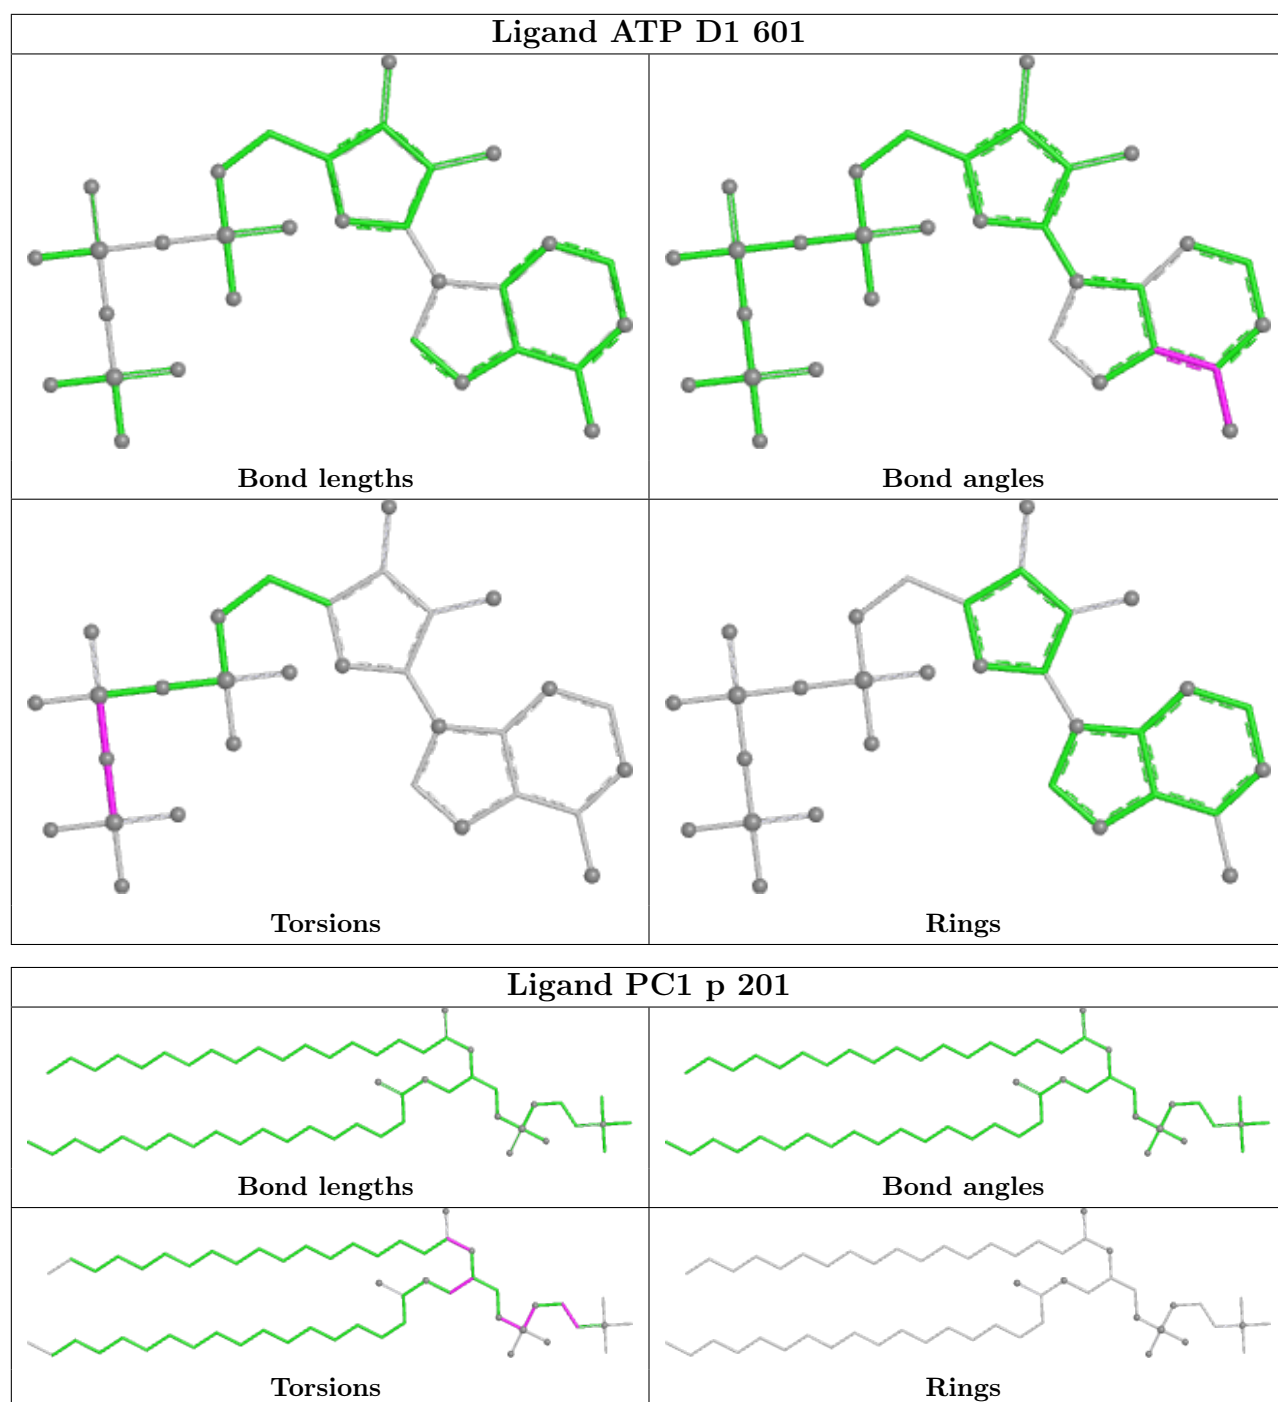 Ligand ATP D1 601
Bond lengths
Bond angles
Torsions
Rings
Ligand PC1 p 201
Bond lengths
Bond angles
Torsions
Rings